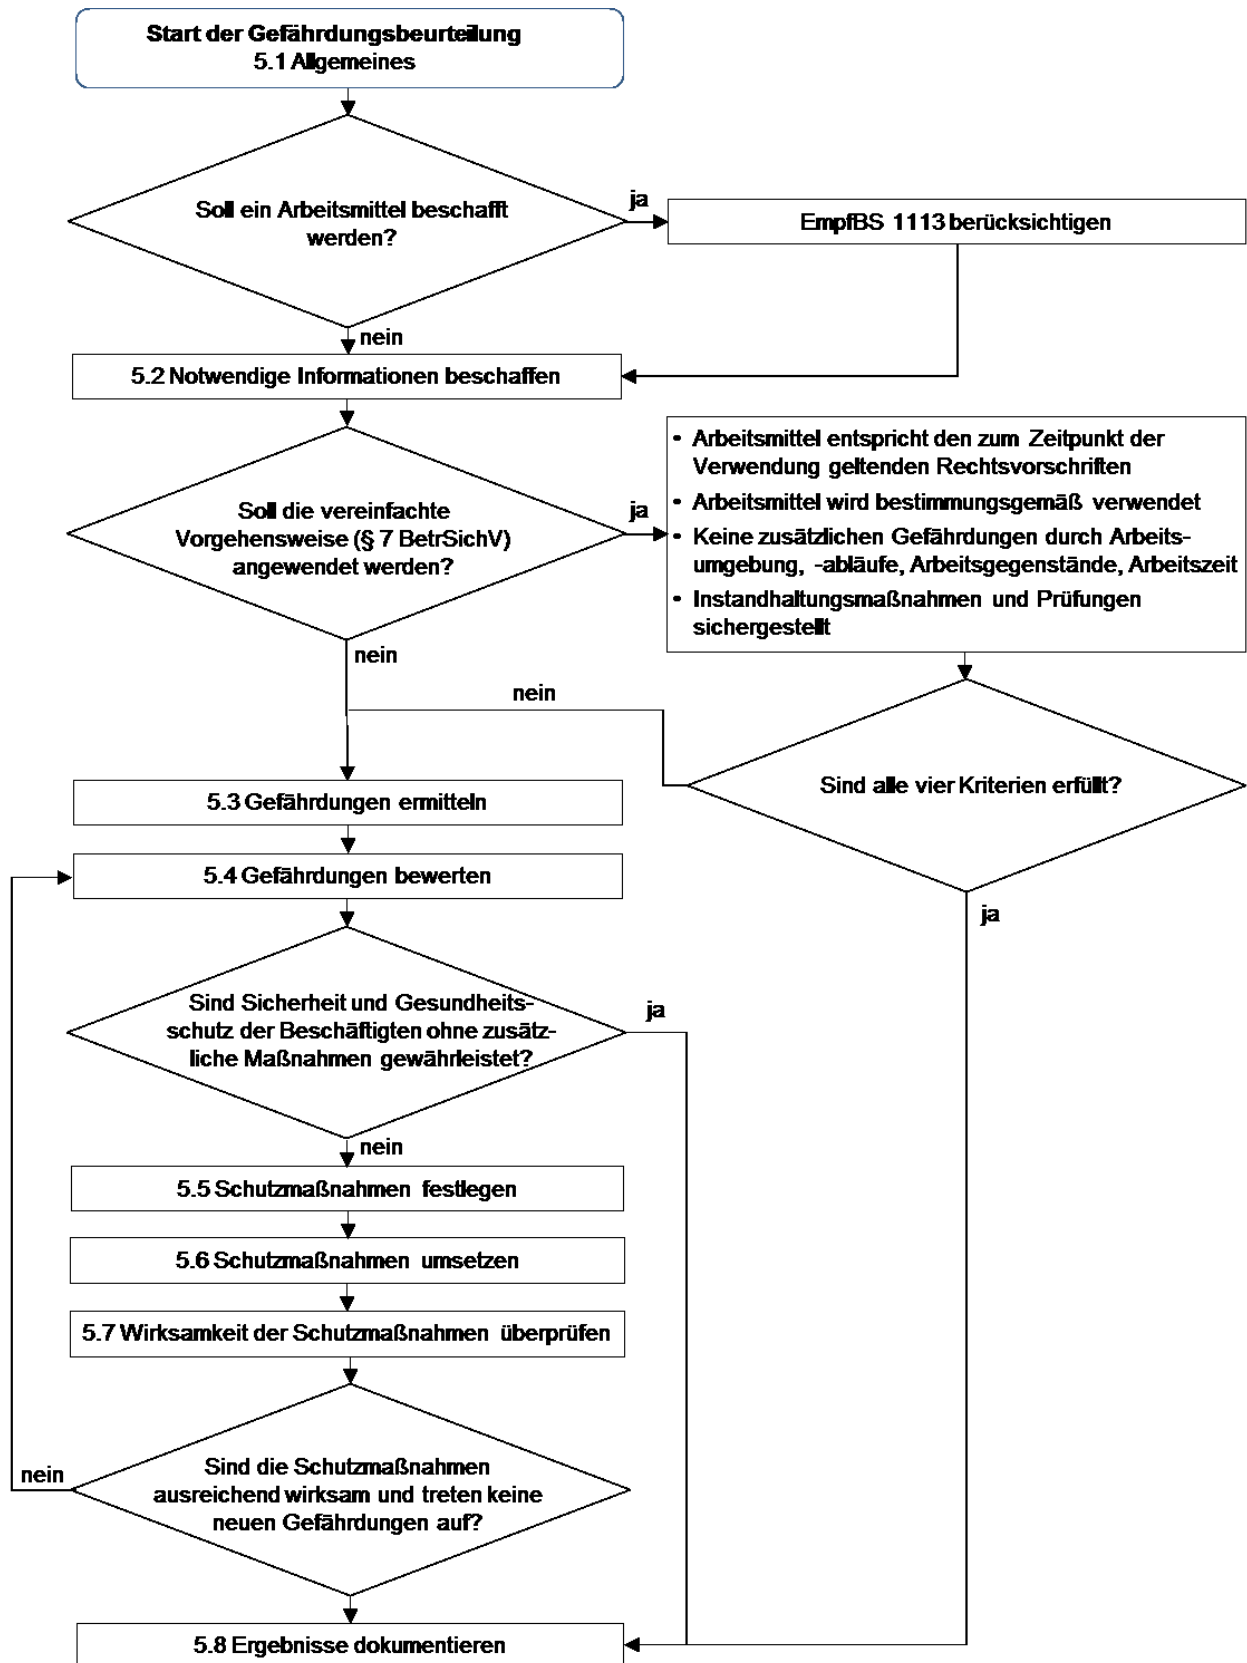 Start der Gefährdungsbeurteilung
5.1 Allgemeines
Soll ein Arbeitsmittel beschafft
werden?
ja
EmpfBS 1113 berücksichtigen
nein
5.2 Notwendige Informationen beschaffen
Soll die vereinfachte
Vorgehensweise (§ 7 BetrSichV)
angewendet werden?
ja
• Arbeitsmittel entspricht den zum Zeitpunkt der
Verwendung geltenden Rechtsvorschriften
• Arbeitsmittel wird bestimmungsgemäß verwendet
• Keine zusätzlichen Gefährdungen durch Arbeits-
umgebung, -abläufe, Arbeitsgegenstände, Arbeitszeit
• Instandhaltungsmaßnahmen und Prüfungen
sichergestellt
nein
nein
Sind alle vier Kriterien erfüllt?
5.3 Gefährdungen ermitteln
5.4 Gefährdungen bewerten
ja
Sind Sicherheit und Gesundheits-
schutz der Beschäftigten ohne zusätz-
liche Maßnahmen gewährleistet?
ja
nein
5.5 Schutzmaßnahmen festlegen
5.6 Schutzmaßnahmen umsetzen
5.7 Wirksamkeit der Schutzmaßnahmen überprüfen
Sind die Schutzmaßnahmen
ausreichend wirksam und treten keine
neuen Gefährdungen auf?
nein
5.8 Ergebnisse dokumentieren